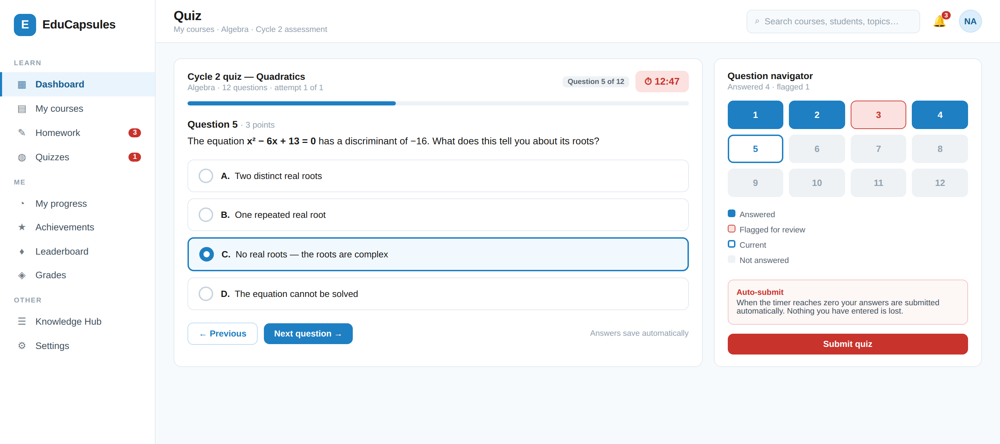 E EduCapsules
LEARN
Dashboard
My courses
Homework 3
Quizzes 1
ME
My progress
Achievements
Leaderboard
Grades
OTHER
Knowledge Hub
Settings
Quiz
My courses · Algebra · Cycle 2 assessment
Search courses, students, topics…
3
NA
Cycle 2 quiz — Quadratics
Algebra · 12 questions · attempt 1 of 1
Question 5 of 12
⏱ 12:47
Question 5 · 3 points
The equation x² − 6x + 13 = 0 has a discriminant of −16. What does this tell you about its roots?
A. Two distinct real roots
B. One repeated real root
C. No real roots — the roots are complex
D. The equation cannot be solved
← Previous
Next question →
Answers save automatically
Question navigator
Answered 4 · flagged 1
1 2 3 4
5 6 7 8
9 10 11 12
Answered
Flagged for review
Current
Not answered
Auto-submit
When the timer reaches zero your answers are submitted
automatically. Nothing you have entered is lost.
Submit quiz